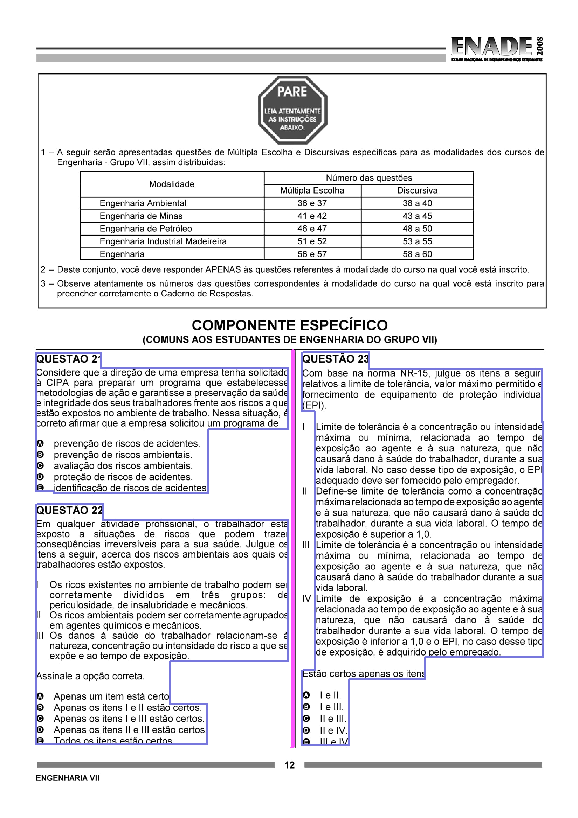 ENADE 2008
EXAME NACIONAL DE DESEMPENHO DOS ESTUDANTES
PARE
LEIA ATENTAMENTE
AS INSTRUÇÕES
ABAIXO.
1 – A seguir serão apresentadas questões de Múltipla Escolha e Discursivas específicas para as modalidades dos cursos de
Engenharia - Grupo VII, assim distribuídas:
Modalidade Número das questões
Múltipla Escolha Discursiva
Engenharia Ambiental 36 e 37 38 a 40
Engenharia de Minas 41 e 42 43 a 45
Engenharia de Petróleo 46 e 47 48 a 50
Engenharia Industrial Madeireira 51 e 52 53 a 55
Engenharia 56 e 57 58 a 60
2 – Deste conjunto, você deve responder APENAS às questões referentes à modalidade do curso na qual você está inscrito.
3 – Observe atentamente os números das questões correspondentes à modalidade do curso na qual você está inscrito para
preencher corretamente o Caderno de Respostas.
COMPONENTE ESPECÍFICO
(COMUNS AOS ESTUDANTES DE ENGENHARIA DO GRUPO VII)
QUESTÃO 21
Considere que a direção de uma empresa tenha solicitado
à CIPA para preparar um programa que estabelecesse
metodologias de ação e garantisse a preservação da saúde
e integridade dos seus trabalhadores frente aos riscos a que
estão expostos no ambiente de trabalho. Nessa situação, é
correto afirmar que a empresa solicitou um programa de
A prevenção de riscos de acidentes.
B prevenção de riscos ambientais.
C avaliação dos riscos ambientais.
D proteção de riscos de acidentes.
E identificação de riscos de acidentes.
QUESTÃO 22
Em qualquer atividade profissional, o trabalhador está
exposto a situações de riscos que podem trazer
conseqüências irreversíveis para a sua saúde. Julgue os
itens a seguir, acerca dos riscos ambientais aos quais os
trabalhadores estão expostos.
I Os ricos existentes no ambiente de trabalho podem ser
corretamente divididos em três grupos: de
periculosidade, de insalubridade e mecânicos.
II Os ricos ambientais podem ser corretamente agrupados
em agentes químicos e mecânicos.
III Os danos à saúde do trabalhador relacionam-se à
natureza, concentração ou intensidade do risco a que se
expõe e ao tempo de exposição.
Assinale a opção correta.
A Apenas um item está certo.
B Apenas os itens I e II estão certos.
C Apenas os itens I e III estão certos.
D Apenas os itens II e III estão certos.
E Todos os itens estão certos.
QUESTÃO 23
Com base na norma NR-15, julgue os itens a seguir,
relativos a limite de tolerância, valor máximo permitido e
fornecimento de equipamento de proteção individual
(EPI).
I Limite de tolerância é a concentração ou intensidade
máxima ou mínima, relacionada ao tempo de
exposição ao agente e à sua natureza, que não
causará dano à saúde do trabalhador, durante a sua
vida laboral. No caso desse tipo de exposição, o EPI
adequado deve ser fornecido pelo empregador.
II Define-se limite de tolerância como a concentração
máxima relacionada ao tempo de exposição ao agente
e à sua natureza, que não causará dano à saúde do
trabalhador, durante a sua vida laboral. O tempo de
exposição é superior a 1,0.
III Limite de tolerância é a concentração ou intensidade
máxima ou mínima, relacionada ao tempo de
exposição ao agente e à sua natureza, que não
causará dano à saúde do trabalhador durante a sua
vida laboral.
IV Limite de exposição é a concentração máxima
relacionada ao tempo de exposição ao agente e à sua
natureza, que não causará dano à saúde do
trabalhador durante a sua vida laboral. O tempo de
exposição é inferior a 1,0 e o EPI, no caso desse tipo
de exposição, é adquirido pelo empregado.
Estão certos apenas os itens
A I e II.
B I e III.
C II e III.
D II e IV.
E III e IV.
12
ENGENHARIA VII